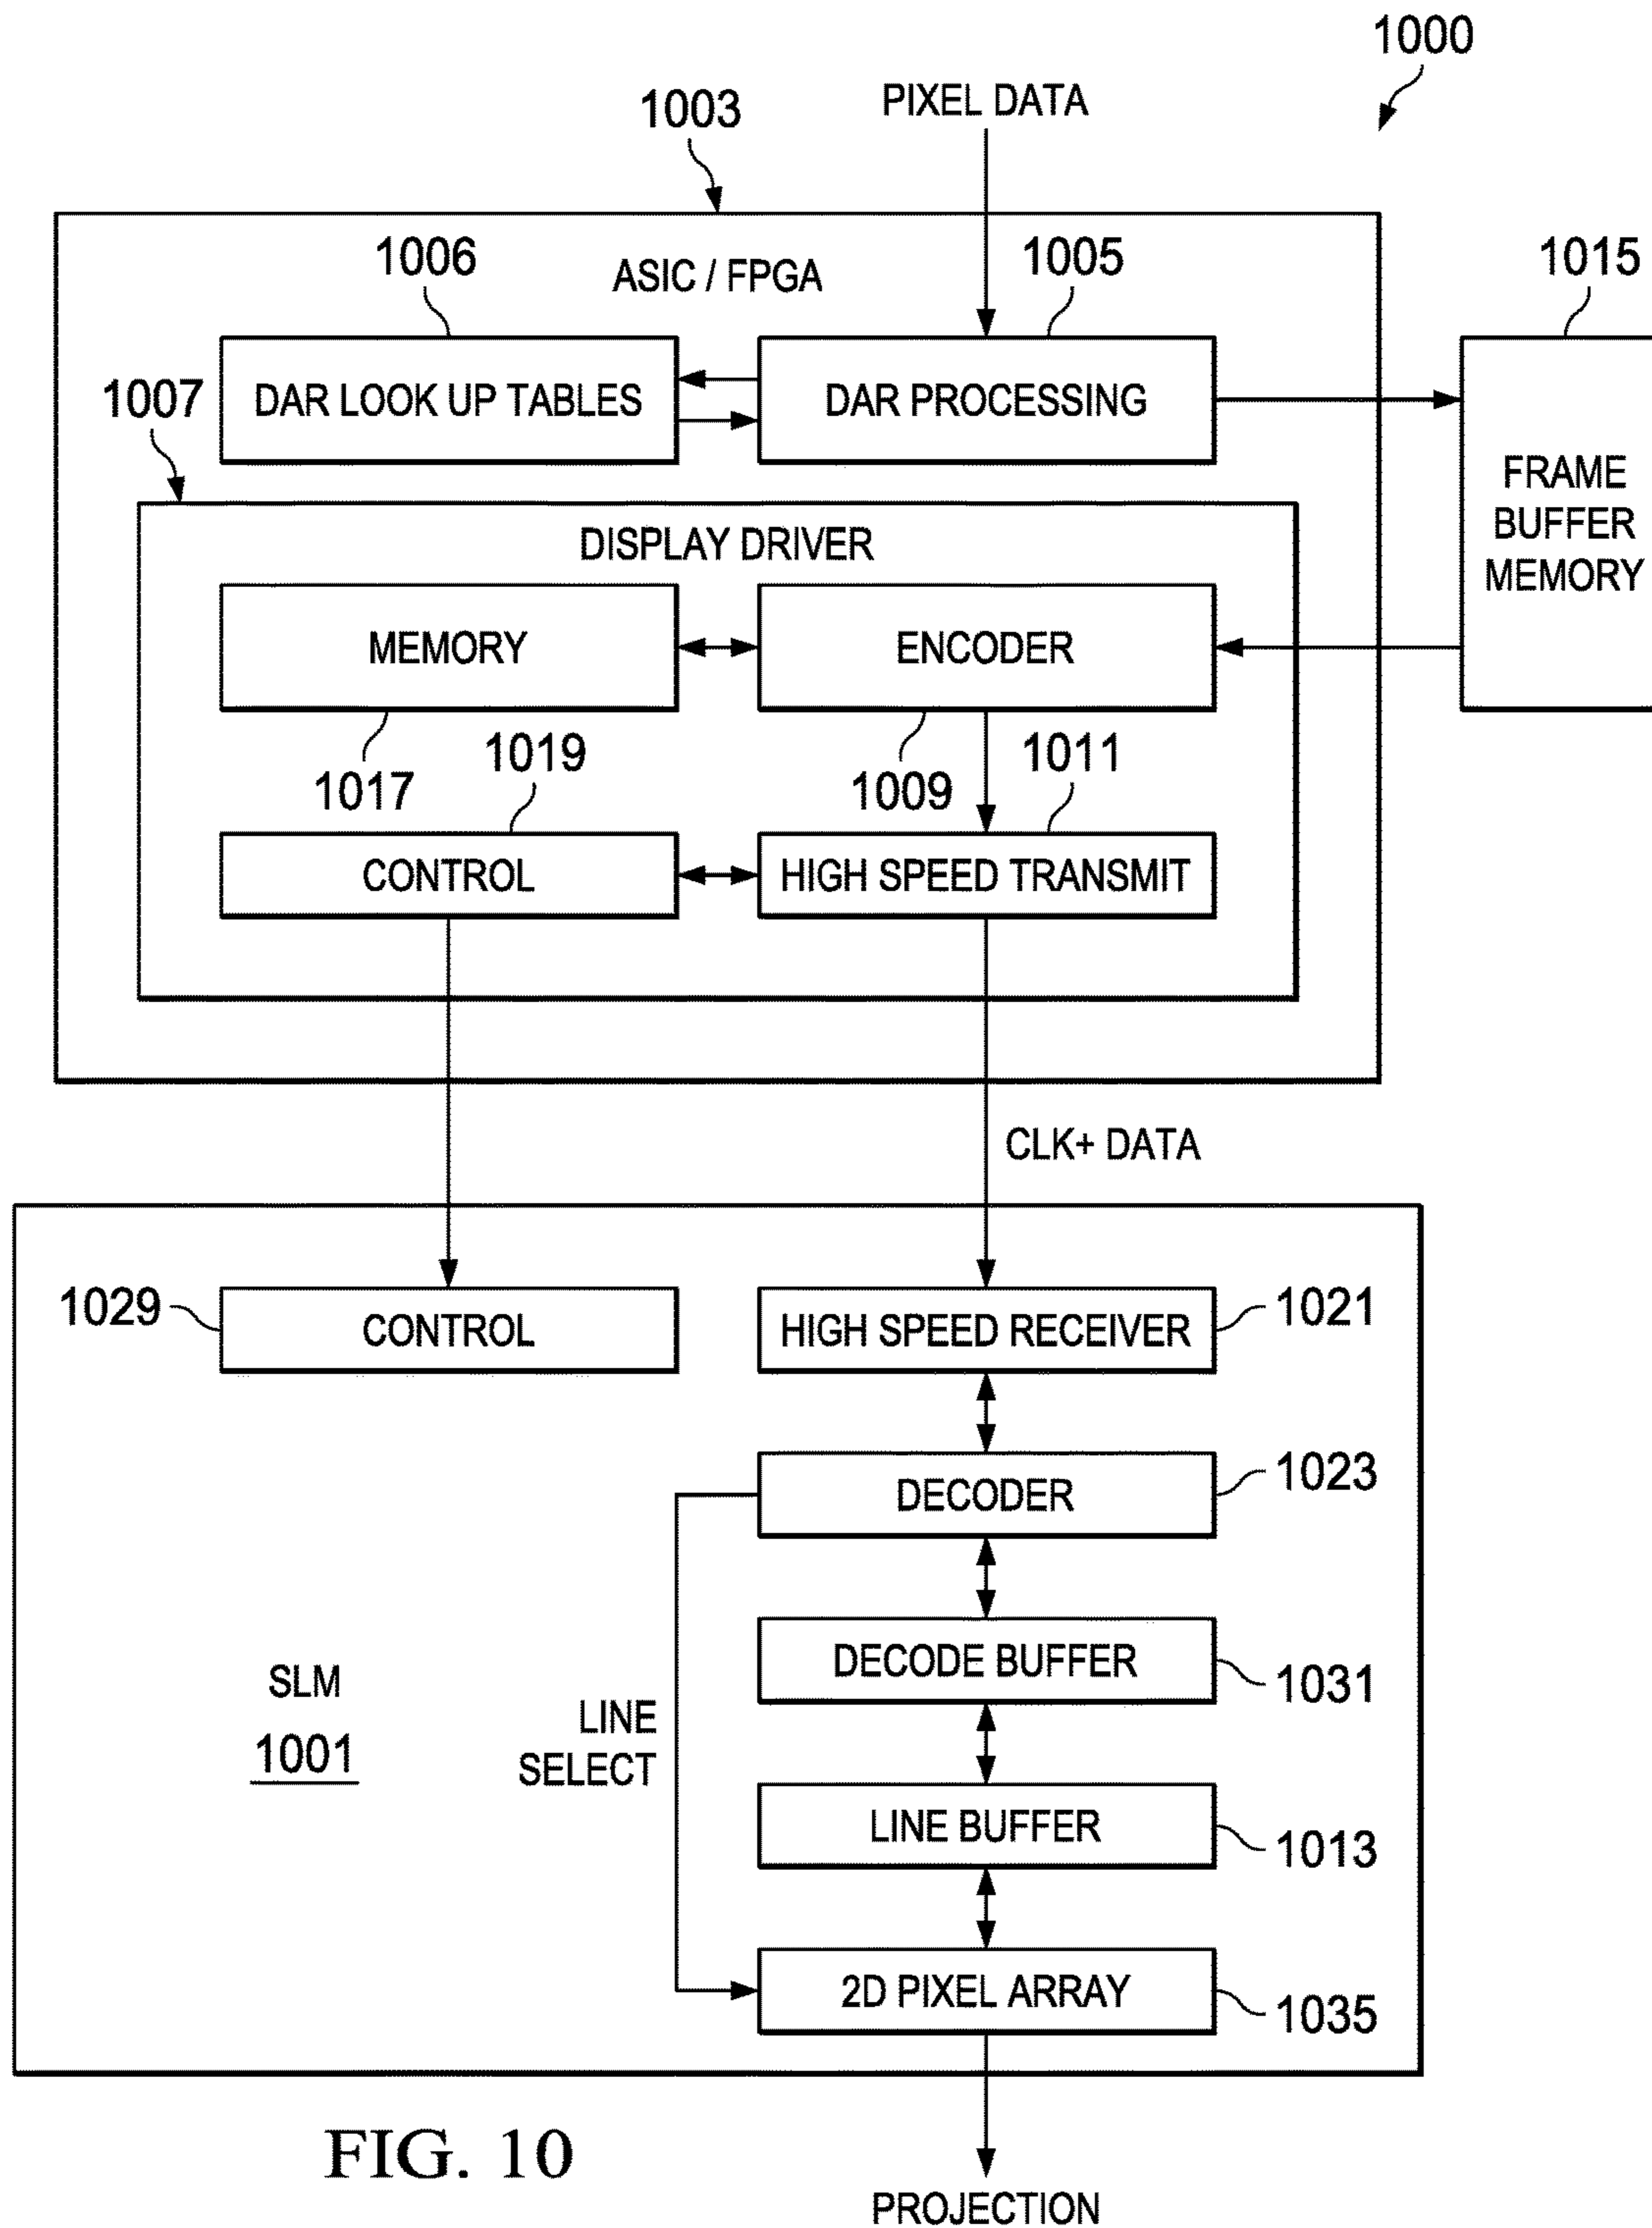 1000
PIXEL DATA
1003
ASIC / FPGA
1006
1005
1015
DAR LOOK UP TABLES
DAR PROCESSING
1007
FRAME
BUFFER
MEMORY
DISPLAY DRIVER
MEMORY
ENCODER
1017
1019
1009
1011
CONTROL
HIGH SPEED TRANSMIT
CLK+ DATA
1029
CONTROL
HIGH SPEED RECEIVER
1021
DECODER
1023
DECODE BUFFER
1031
SLM
1001
LINE
SELECT
LINE BUFFER
1013
2D PIXEL ARRAY
1035
FIG. 10
PROJECTION